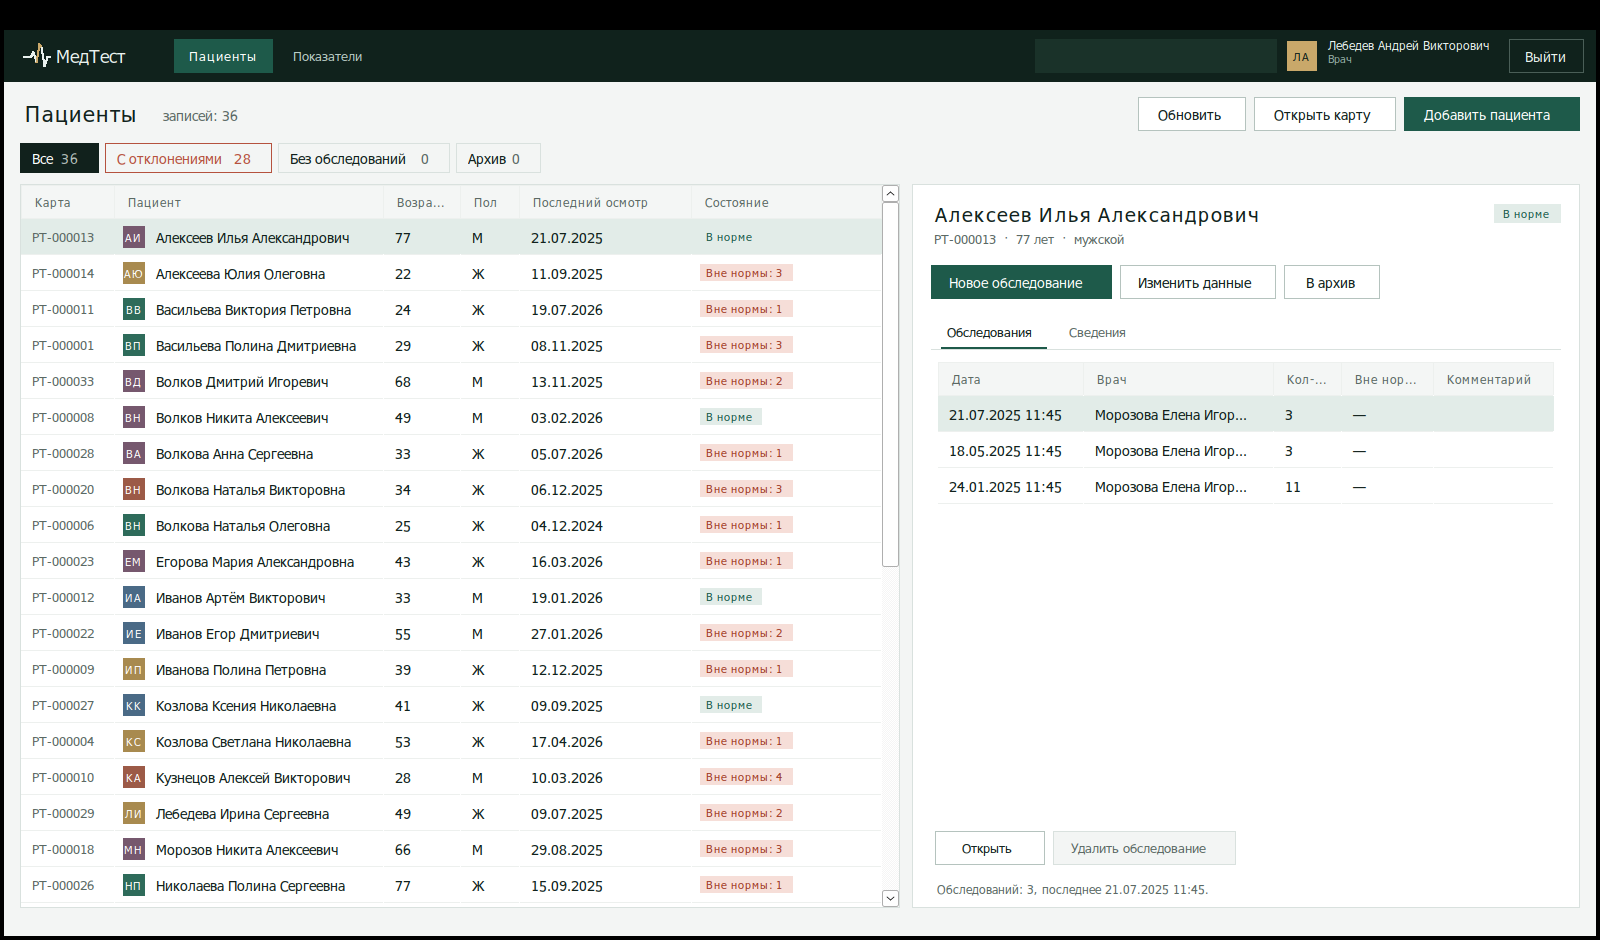 МедТест Пациенты Показатели ЛА Лебедев Андрей Викторович Выйти
Врач
Пациенты записей: 36 Обновить Открыть карту Добавить пациента
Все 36 С отклонениями 28 Без обследований 0 Архив 0
Карта Пациент Возра... Пол Последний осмотр Состояние
PT-000013 АИ Алексеев Илья Александрович 77 М 21.07.2025 В норме
PT-000014 АЮ Алексеева Юлия Олеговна 22 Ж 11.09.2025 Вне нормы: 3
PT-000011 ВВ Васильева Виктория Петровна 24 Ж 19.07.2026 Вне нормы: 1
PT-000001 ВП Васильева Полина Дмитриевна 29 Ж 08.11.2025 Вне нормы: 3
PT-000033 ВД Волков Дмитрий Игоревич 68 М 13.11.2025 Вне нормы: 2
PT-000008 ВН Волков Никита Алексеевич 49 М 03.02.2026 В норме
PT-000028 ВА Волкова Анна Сергеевна 33 Ж 05.07.2026 Вне нормы: 1
PT-000020 ВН Волкова Наталья Викторовна 34 Ж 06.12.2025 Вне нормы: 3
PT-000006 ВН Волкова Наталья Олеговна 25 Ж 04.12.2024 Вне нормы: 1
PT-000023 ЕМ Егорова Мария Александровна 43 Ж 16.03.2026 Вне нормы: 1
PT-000012 ИА Иванов Артём Викторович 33 М 19.01.2026 В норме
PT-000022 ИЕ Иванов Егор Дмитриевич 55 М 27.01.2026 Вне нормы: 2
PT-000009 ИП Иванова Полина Петровна 39 Ж 12.12.2025 Вне нормы: 1
PT-000027 КК Козлова Ксения Николаевна 41 Ж 09.09.2025 В норме
PT-000004 КС Козлова Светлана Николаевна 53 Ж 17.04.2026 Вне нормы: 1
PT-000010 КА Кузнецов Алексей Викторович 28 М 10.03.2026 Вне нормы: 4
PT-000029 ЛИ Лебедева Ирина Сергеевна 49 Ж 09.07.2025 Вне нормы: 2
PT-000018 МН Морозов Никита Алексеевич 66 М 29.08.2025 Вне нормы: 3
PT-000026 НП Николаева Полина Сергеевна 77 Ж 15.09.2025 Вне нормы: 1
Алексеев Илья Александрович В норме
PT-000013 · 77 лет · мужской
Новое обследование Изменить данные В архив
Обследования Сведения
Дата Врач Кол-... Вне нор... Комментарий
21.07.2025 11:45 Морозова Елена Игор... 3 —
18.05.2025 11:45 Морозова Елена Игор... 3 —
24.01.2025 11:45 Морозова Елена Игор... 11 —
Открыть Удалить обследование
Обследований: 3, последнее 21.07.2025 11:45.